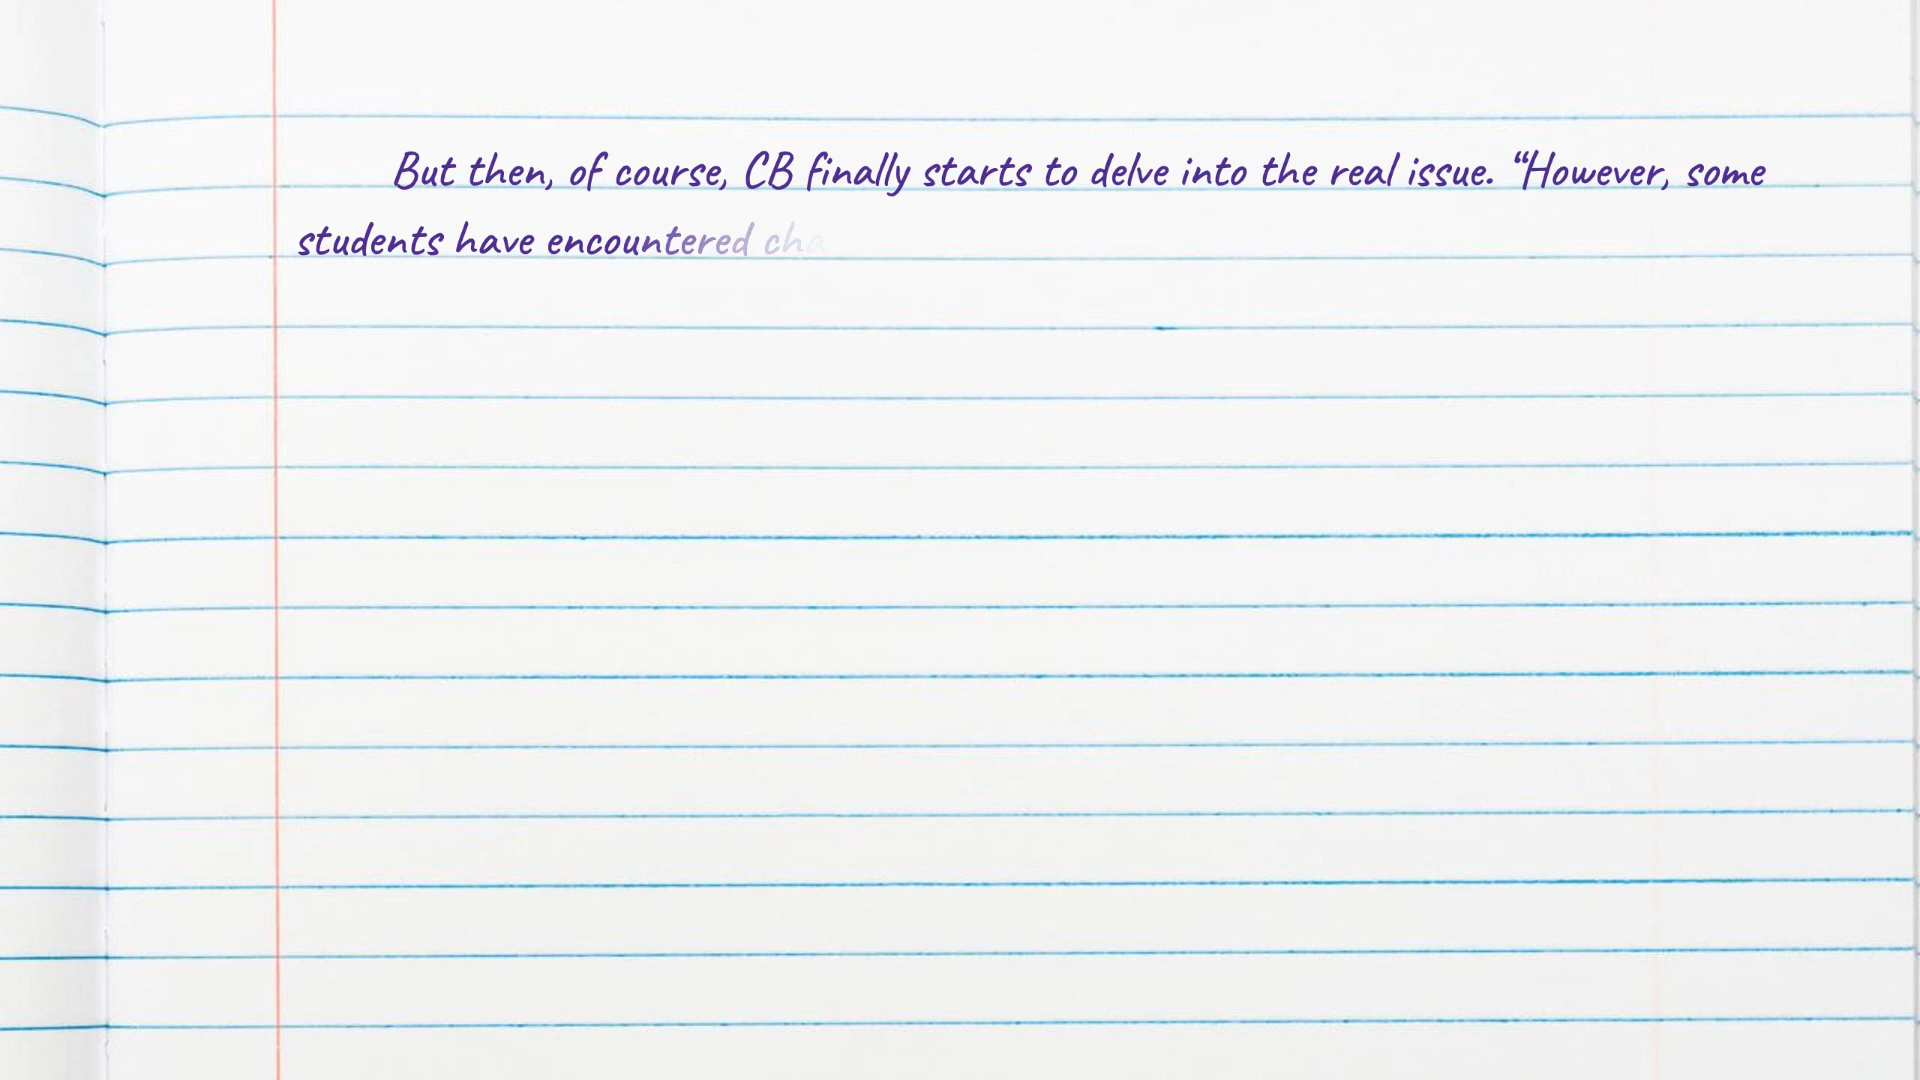 But then, of course, CB finally starts to delve into the real issue. “However, some
students have encountered